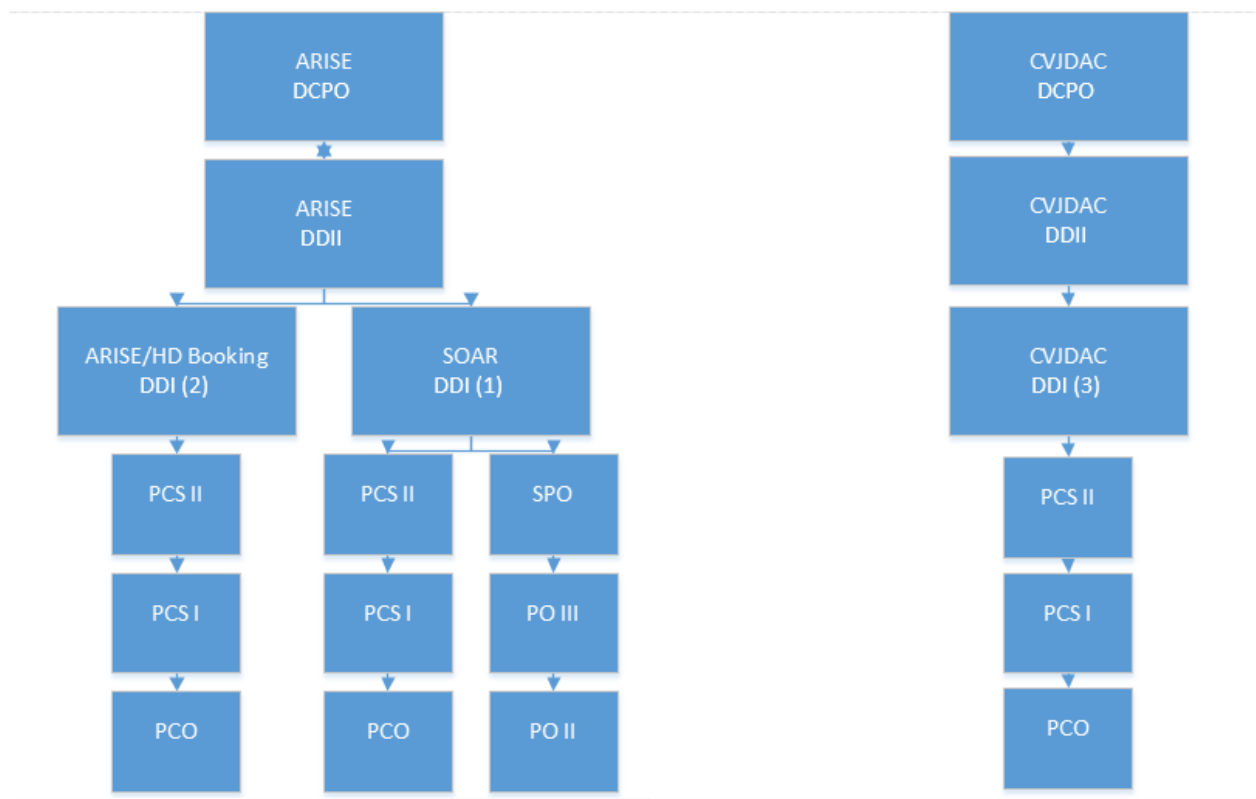 ARISE
DCPO
CVJDAC
DCPO
ARISE
DDII
CVJDAC
DDII
ARISE/HD Booking
DDI (2)
SOAR
DDI (1)
CVJDAC
DDI (3)
PCS II
PCS II
SPO
PCS II
PCS I
PCS I
PO III
PCS I
PCO
PCO
PO II
PCO